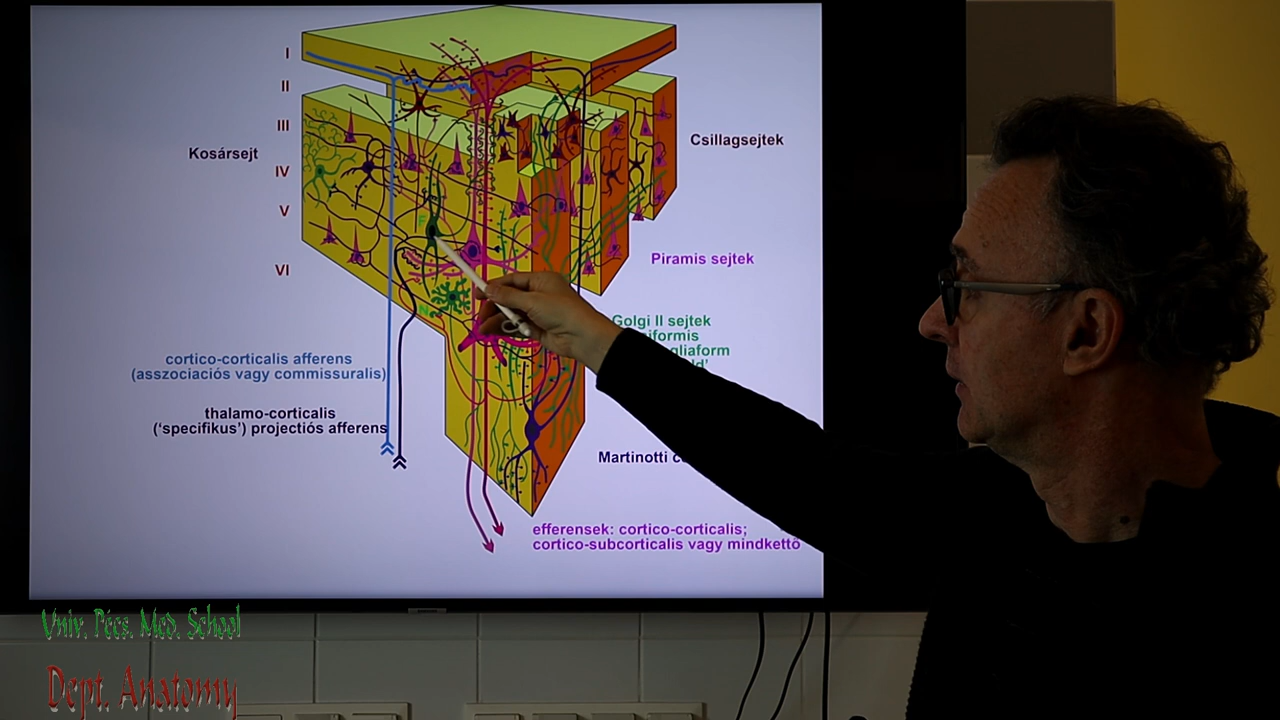 I
II
III
IV
V
VI
Kosársejt
Csillagsejtek
Piramis sejtek
F
N
Golgi II sejtek
cortico-corticalis afferens
(asszociációs vagy commissuralis)
thalamo-corticalis
('specifikus') projectiós afferens
Martinotti
efferensek: cortico-corticalis;
cortico-subcorticalis vagy mindkettő
Univ. Pécs. Med. School
Dept. Anatomy